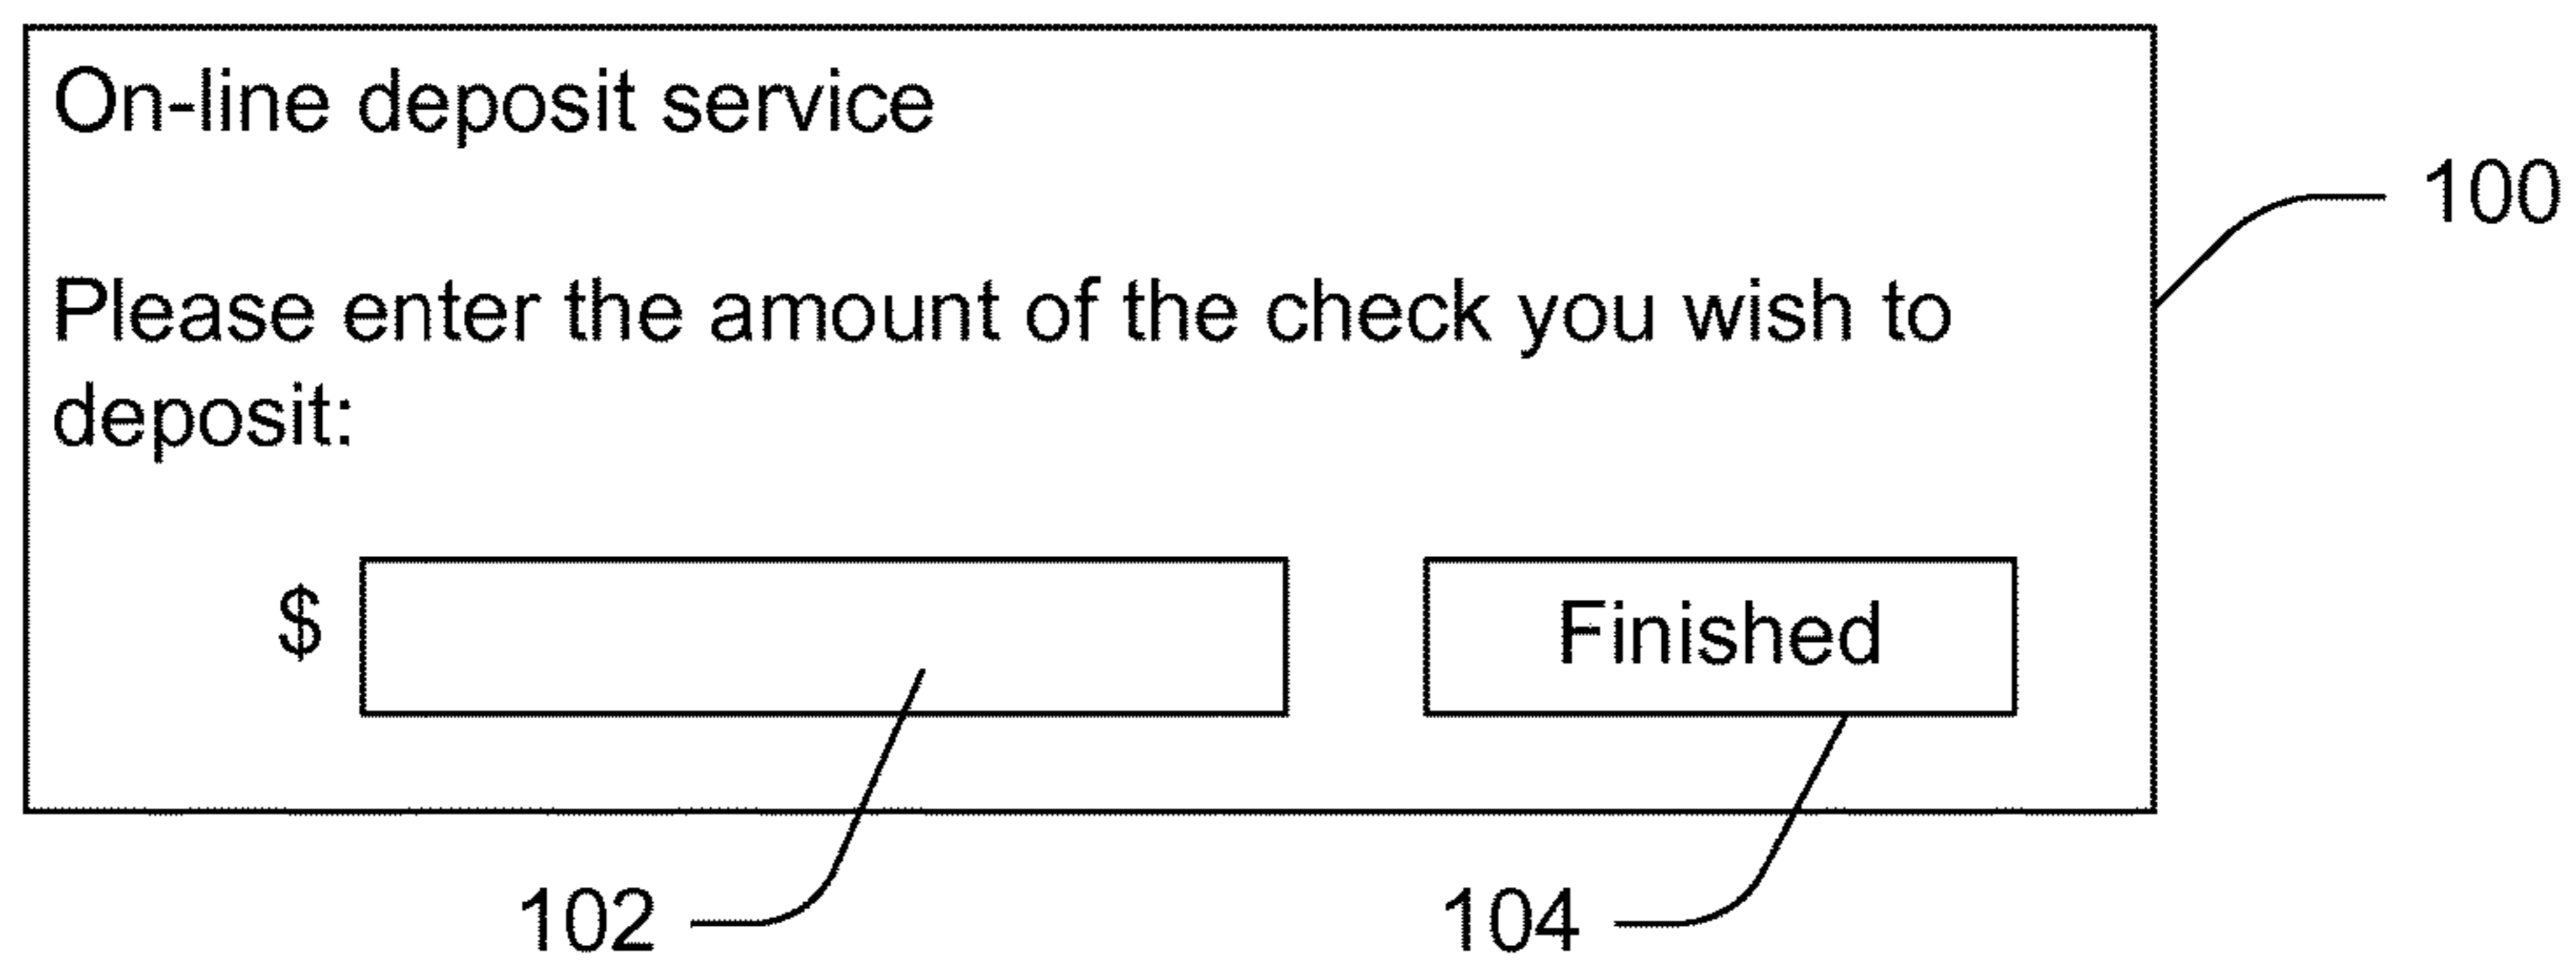 On-line deposit service
100
Please enter the amount of the check you wish to
deposit:
$
Finished
102
104